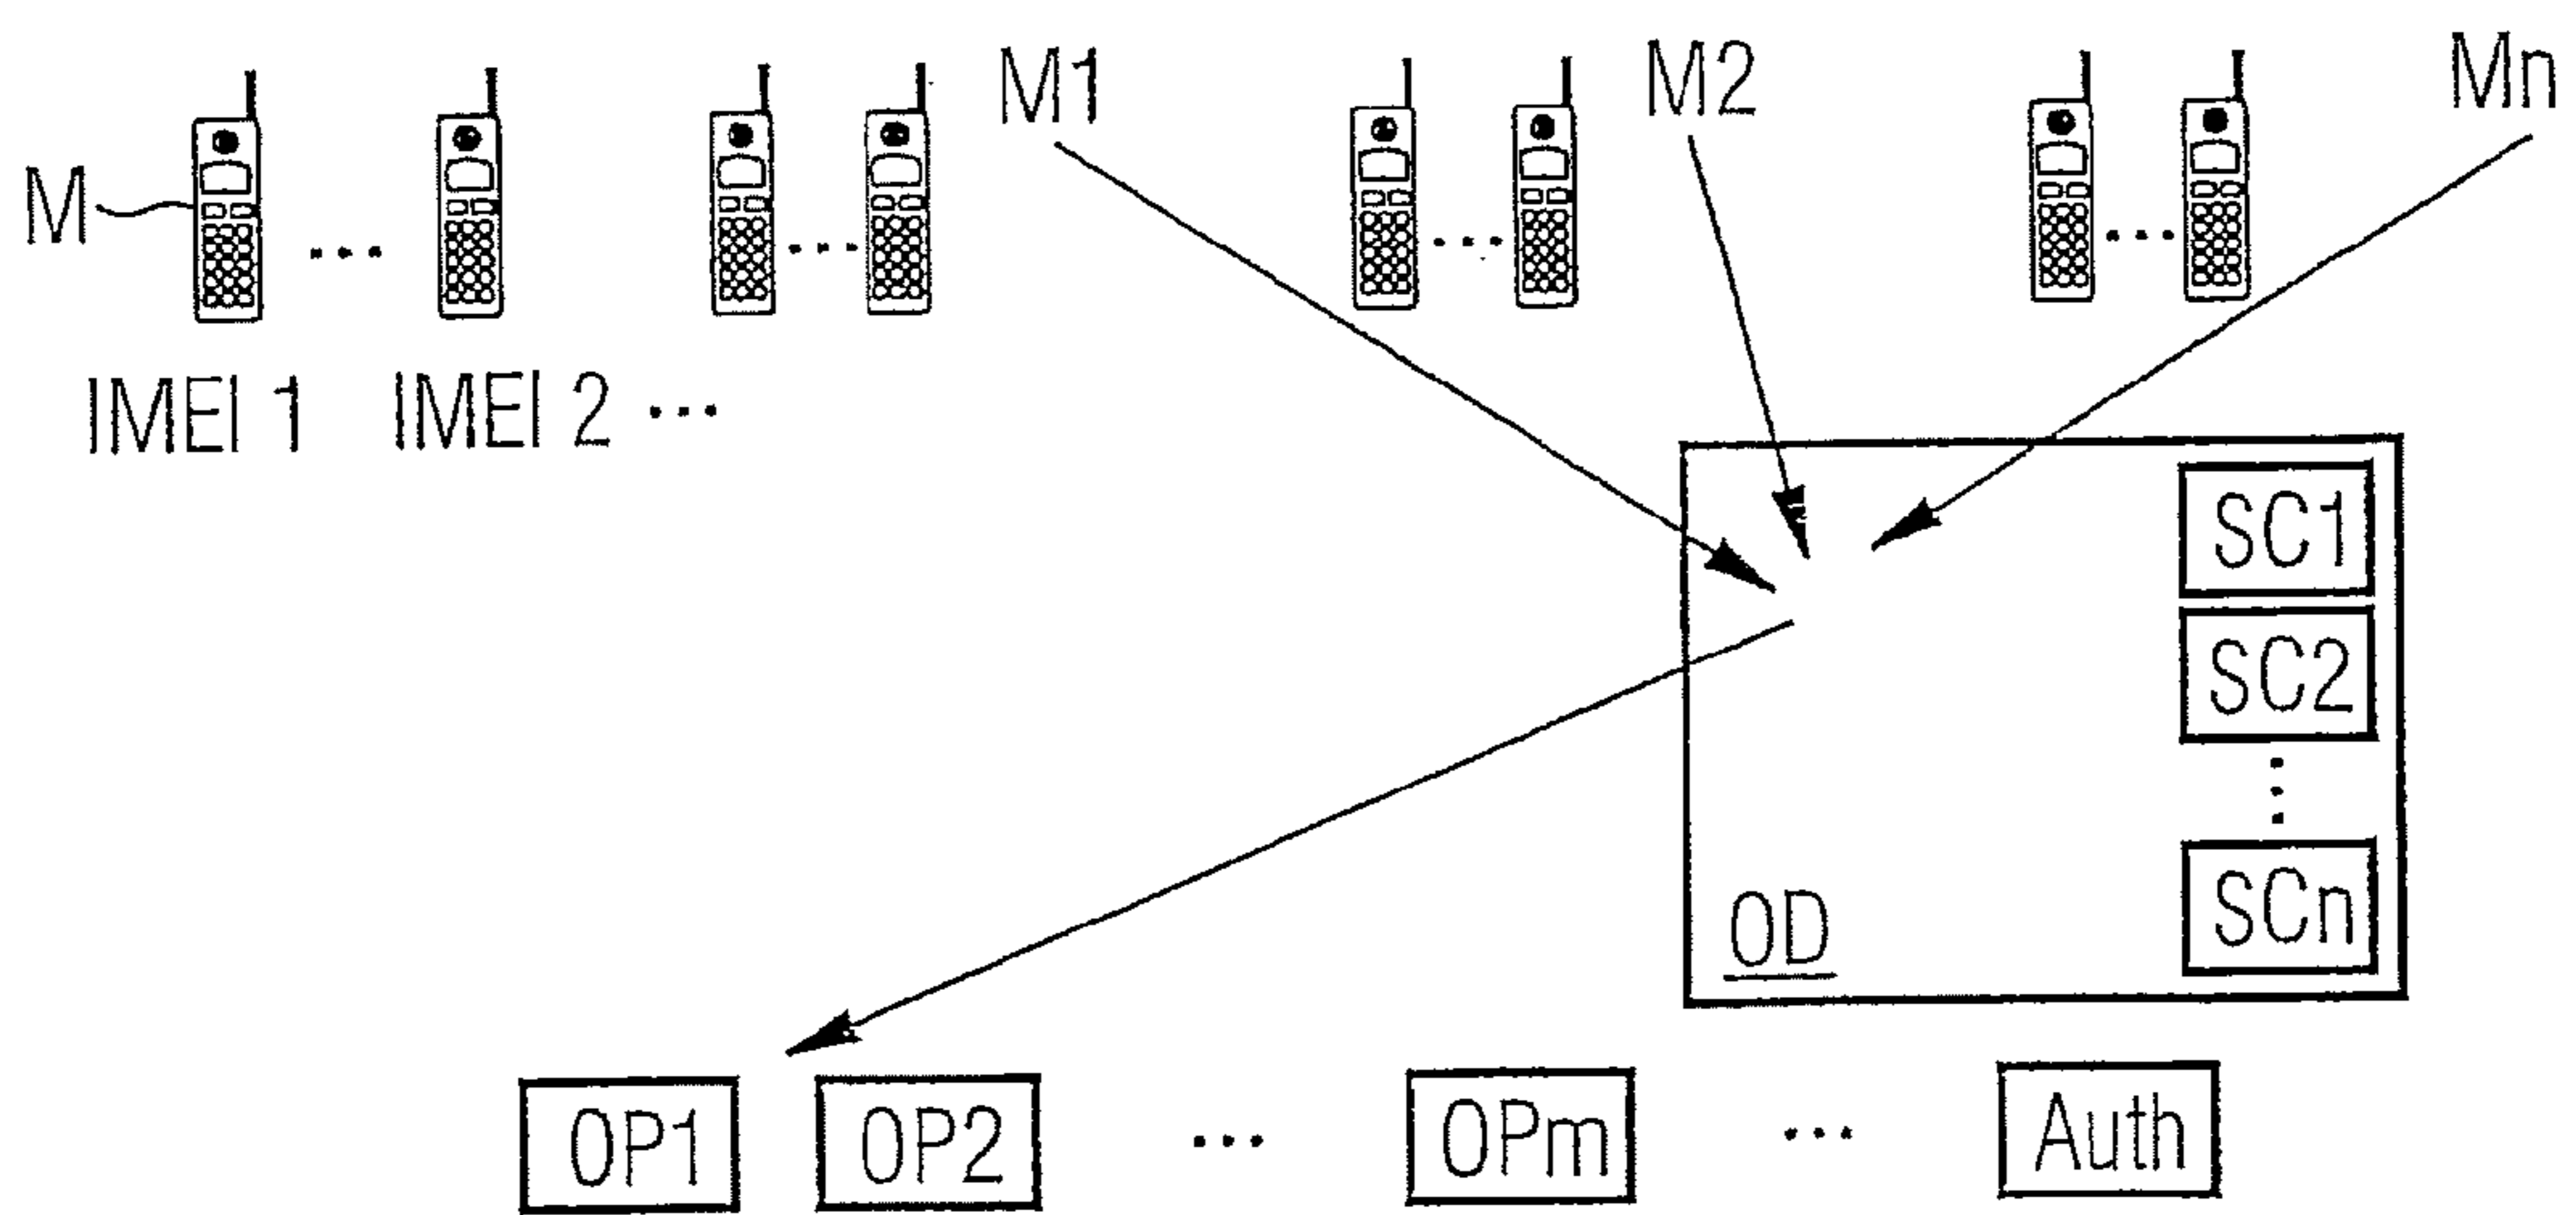 M1 M2 Mn
M
...
...
...
...
IMEI 1 IMEI 2 ...
SC1
SC2
...
SCn
OD
OP1 OP2 ... OPm ... Auth